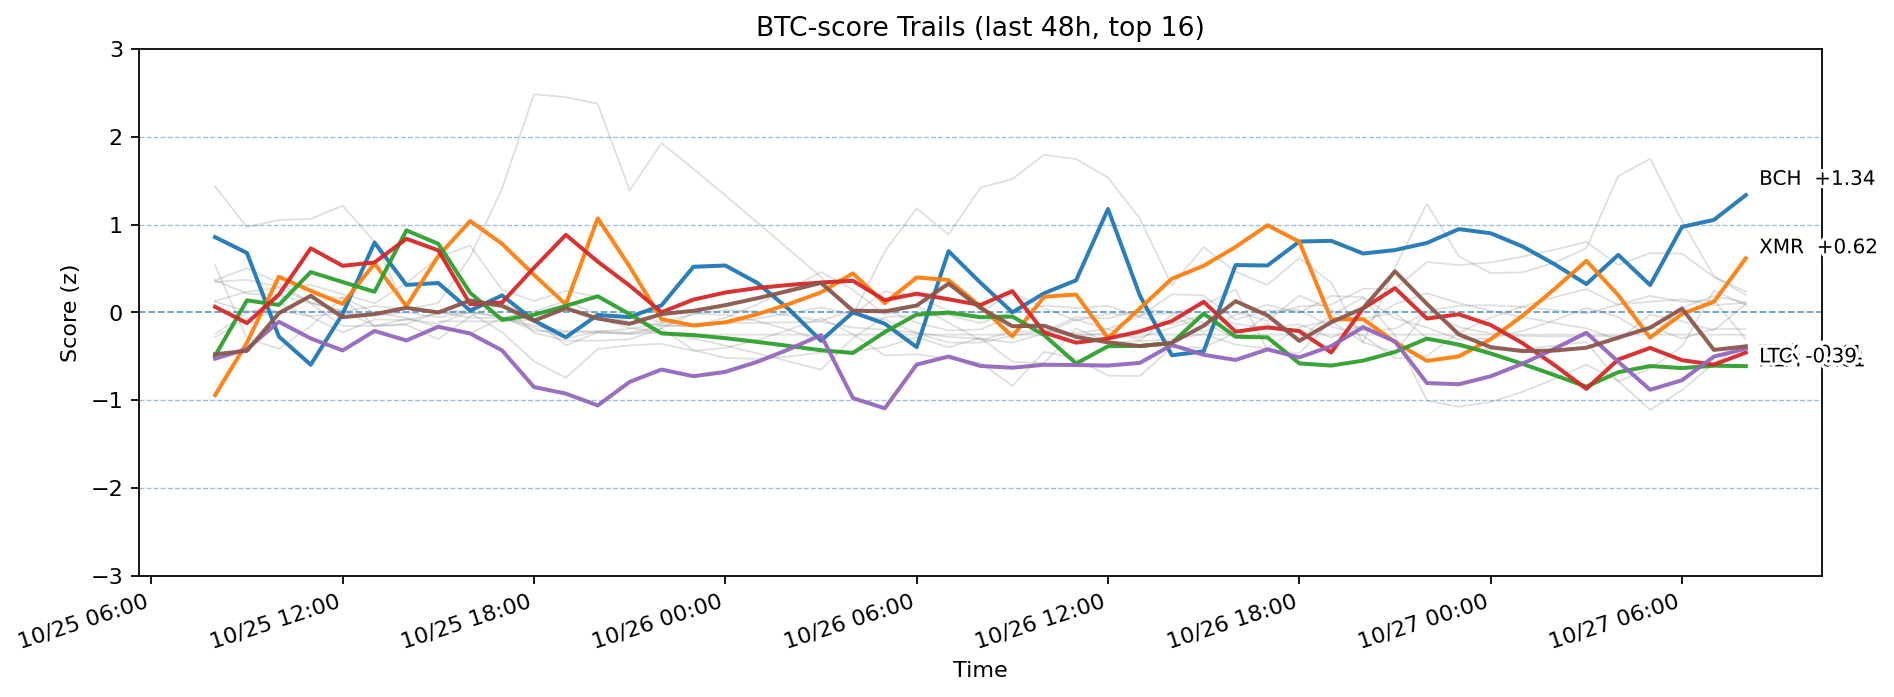 BTC-score Trails (last 48h, top 16)
3
2
1
0
−1
−2
−3
Score (z)
BCH +1.34
XMR +0.62
LTC -0.39
10/25 06:00
10/25 12:00
10/25 18:00
10/26 00:00
10/26 06:00
10/26 12:00
10/26 18:00
10/27 00:00
10/27 06:00
Time